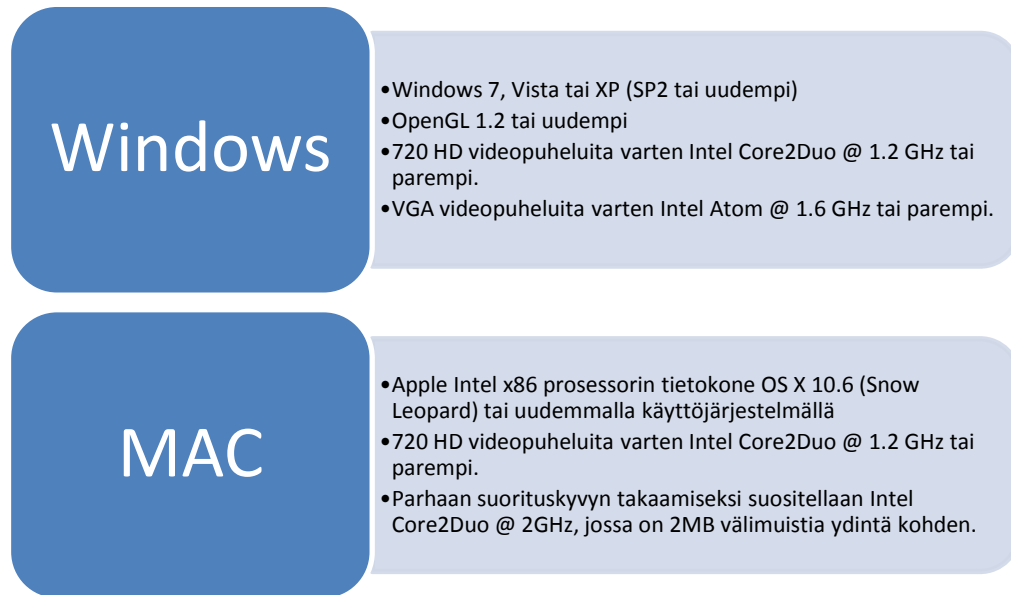 Windows
•Windows 7, Vista tai XP (SP2 tai uudempi)
•OpenGL 1.2 tai uudempi
•720 HD videopuheluita varten Intel Core2Duo @ 1.2 GHz tai
parempi.
•VGA videopuheluita varten Intel Atom @ 1.6 GHz tai parempi.
MAC
•Apple Intel x86 prosessorin tietokone OS X 10.6 (Snow
Leopard) tai uudemmalla käyttöjärjestelmällä
•720 HD videopuheluita varten Intel Core2Duo @ 1.2 GHz tai
parempi.
•Parhaan suorituskyvyn takaamiseksi suositellaan Intel
Core2Duo @ 2GHz, jossa on 2MB välimuistia ydintä kohden.